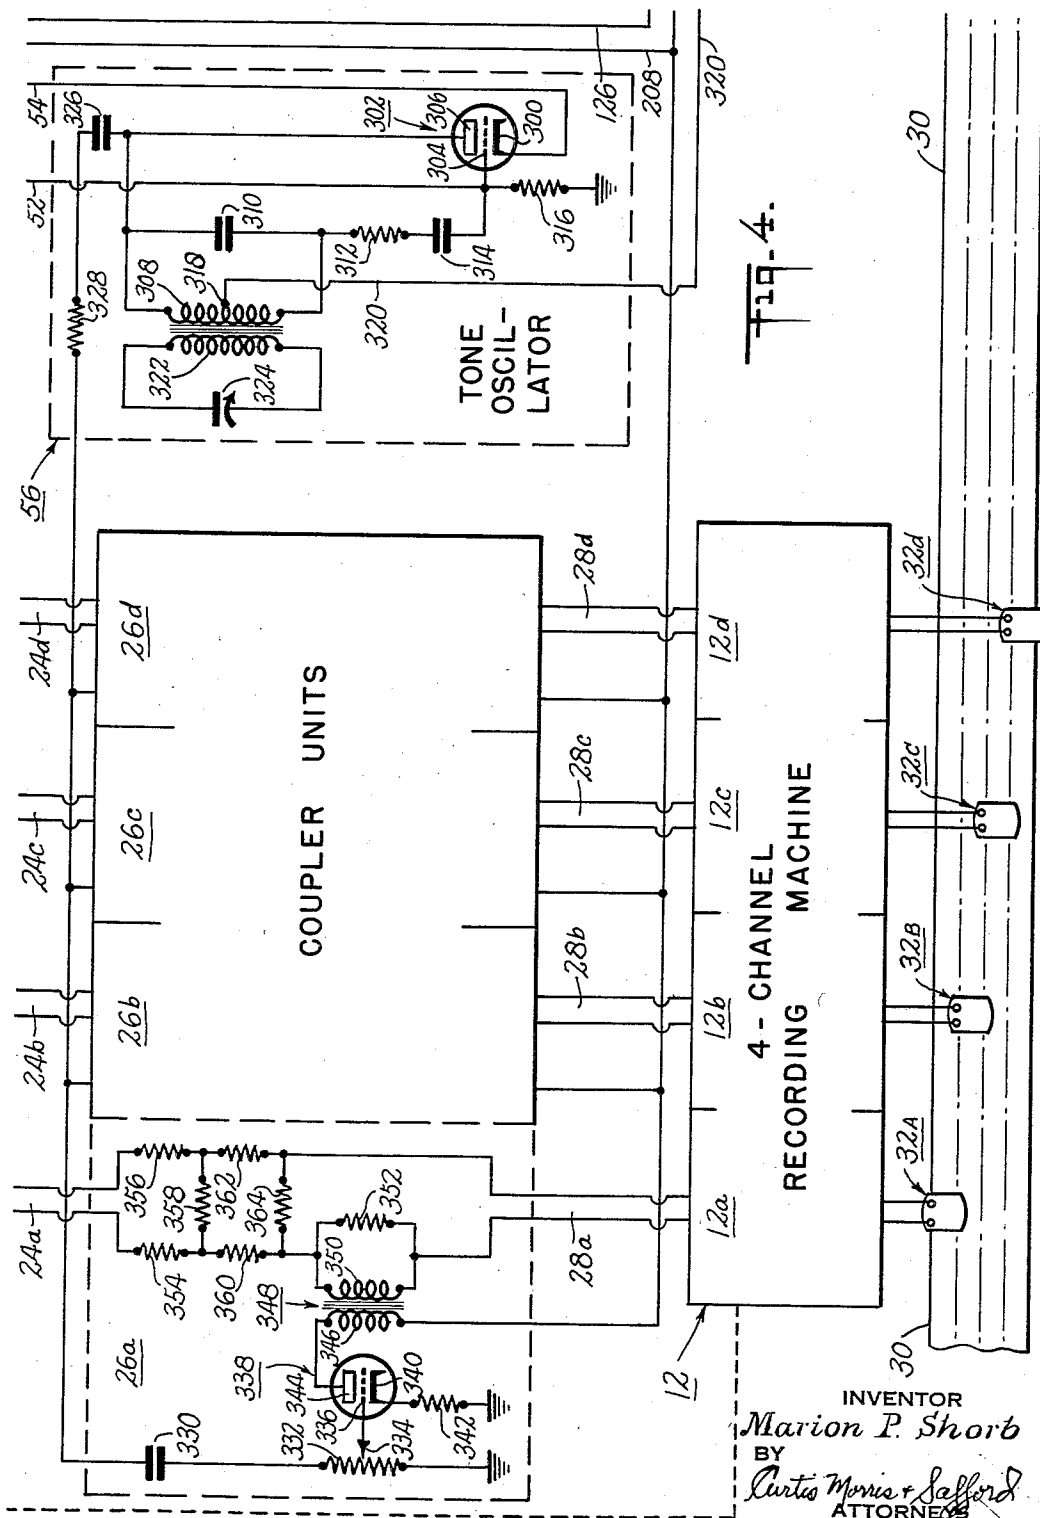 54
326
52
302
306
304
300
310
312
314
316
318
308
328
322
324
320
TONE
OSCIL-
LATOR
126
208
320
56
Fig. 4.
30
24d
24c
24b
24a
26d
26c
26b
COUPLER UNITS
28d
28c
28b
28a
12d
12c
12b
12a
4-CHANNEL
RECORDING MACHINE
32d
32c
32B
32A
26a
356
358
362
364
352
354
360
348
350
346
338
344
340
336
332
334
342
330
12
30
INVENTOR
Marion P. Shorb
BY
Curtis Morris + Safford
ATTORNEYS